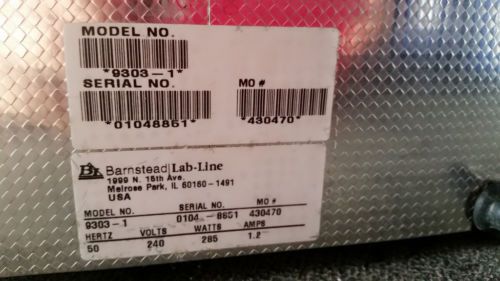 MODEL NO.
*9303-1*
SERIAL NO. MO #
*01048851* *430470*
BL Barnstead|Lab-Line
1999 N. 15th Ave.
Melrose Park, IL 60160-1491
USA
MODEL NO. SERIAL NO. MO #
9303-1 0104 - 8851 430470
HERTZ VOLTS WATTS AMPS
50 240 285 1.2